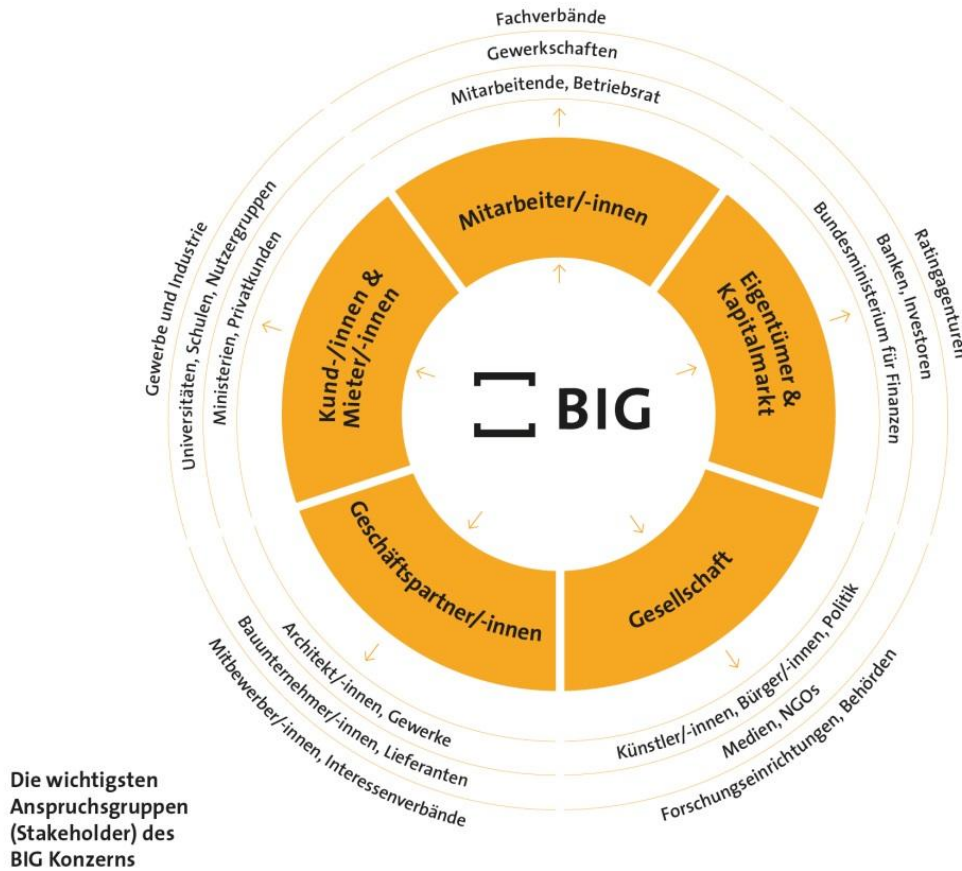 Fachverbände
Gewerkschaften
Mitarbeitende, Betriebsrat
Mitarbeiter/-innen
Ratingagenturen
Banken, Investoren
Bundesministerium für Finanzen
Eigentümer &
Kapitalmarkt
Gewerbe und Industrie
Universitäten, Schulen, Nutzergruppen
Ministerien, Privatkunden
Kund-/innen &
Mieter/-innen
BIG
Geschäftspartner/-innen
Architekt/-innen, Gewerke
Bauunternehmer/-innen, Lieferanten
Mitbewerber/-innen, Interessenverbände
Gesellschaft
Künstler/-innen, Bürger/-innen, Politik
Medien, NGOs
Forschungseinrichtungen, Behörden
Die wichtigsten
Anspruchsgruppen
(Stakeholder) des
BIG Konzerns